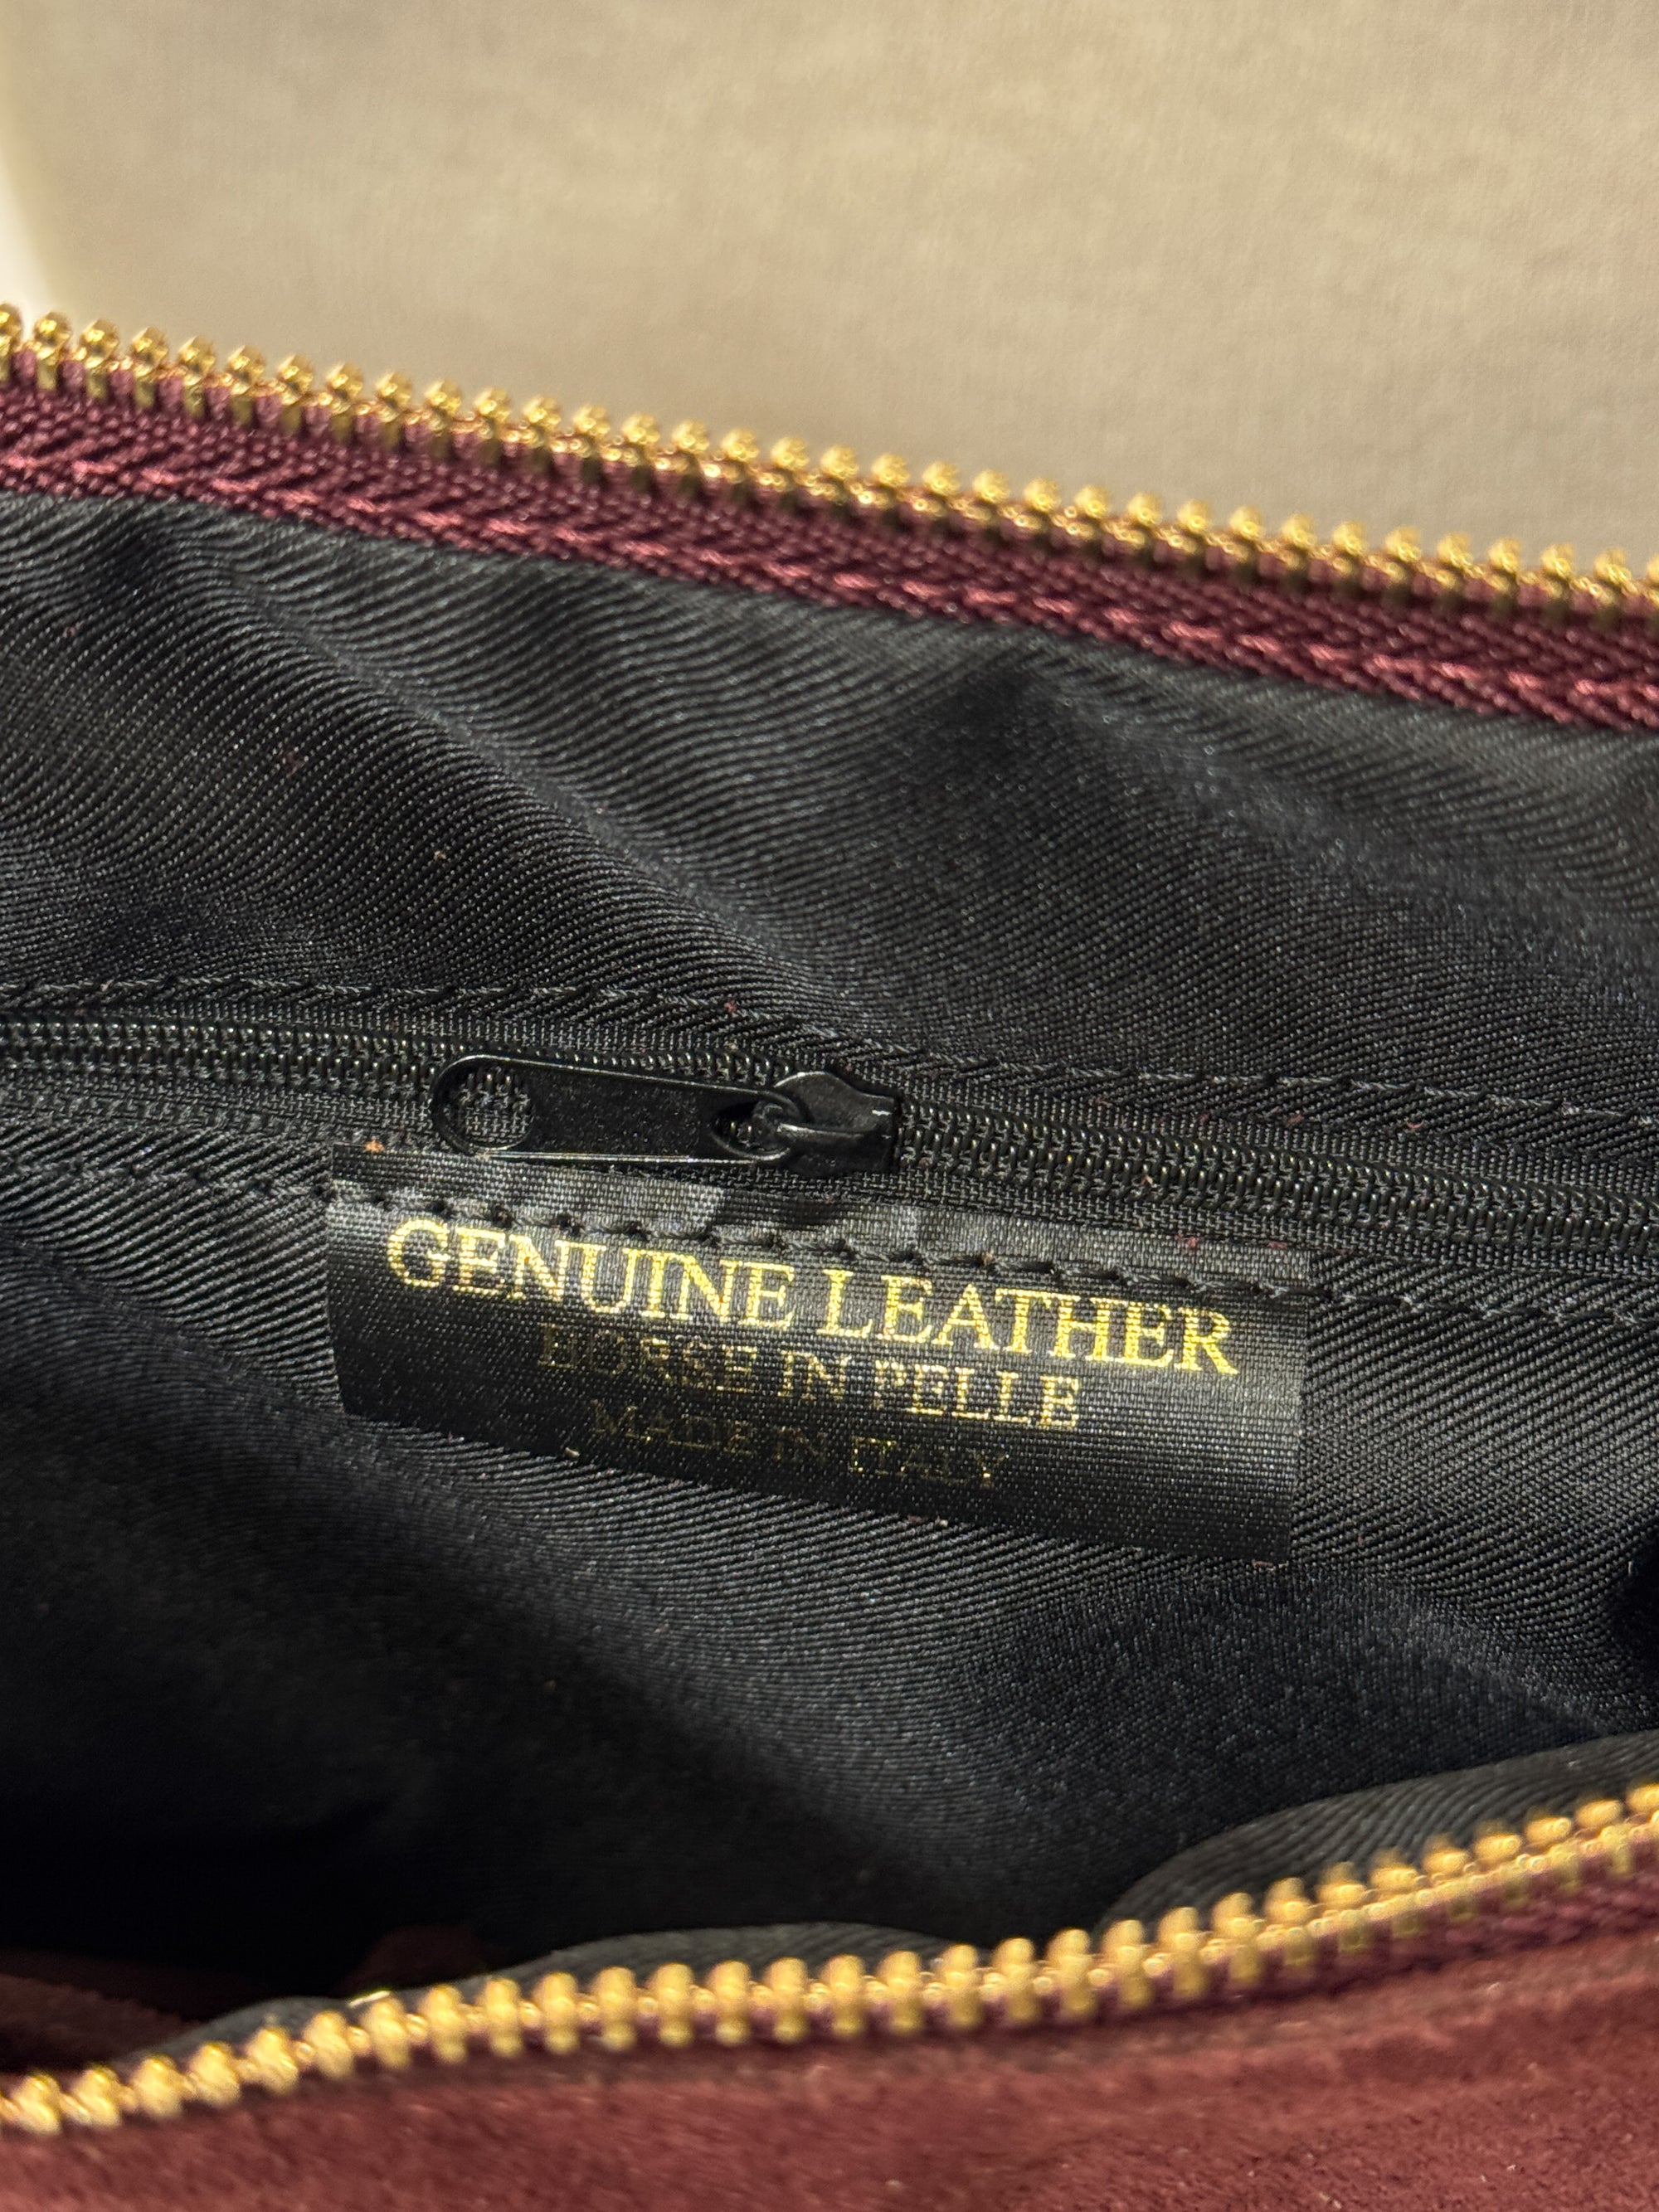 GENUINE LEATHER
BORSE IN PELLE
MADE IN ITALY